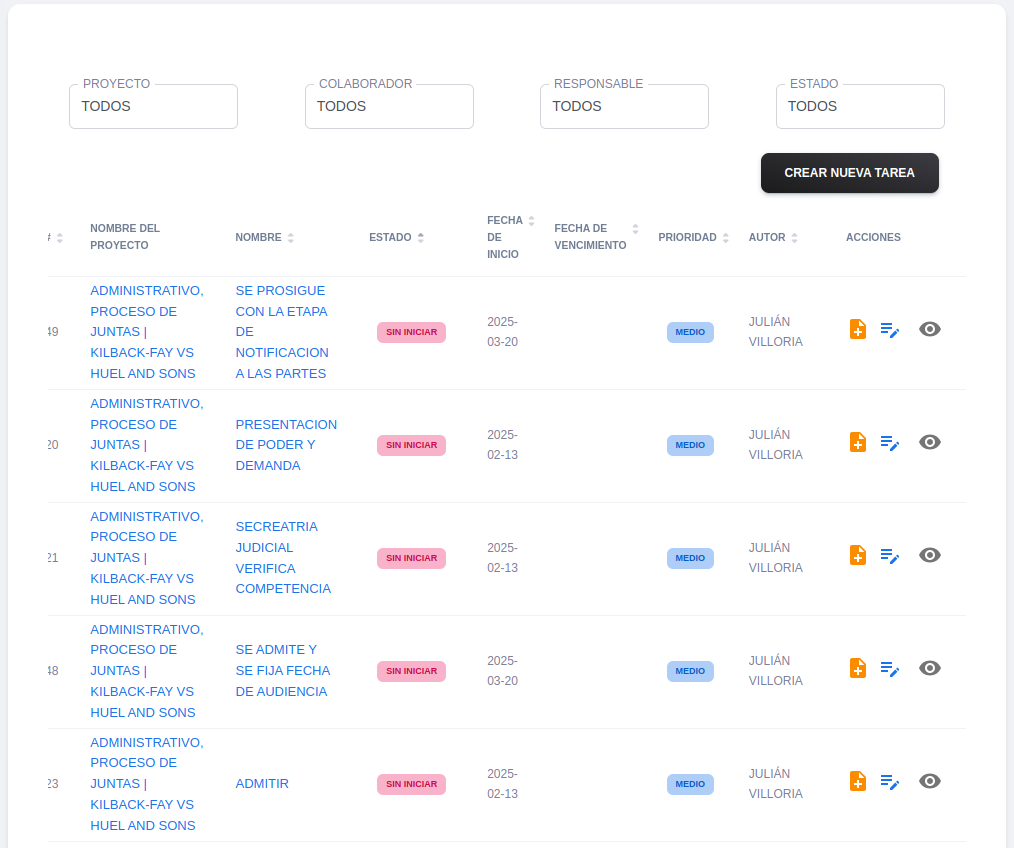 PROYECTO
TODOS
COLABORADOR
TODOS
RESPONSABLE
TODOS
ESTADO
TODOS
CREAR NUEVA TAREA
#
NOMBRE DEL
PROYECTO
NOMBRE
ESTADO
FECHA
DE
INICIO
FECHA DE
VENCIMIENTO
PRIORIDAD
AUTOR
ACCIONES
49
ADMINISTRATIVO,
PROCESO DE
JUNTAS |
KILBACK-FAY VS
HUEL AND SONS
SE PROSIGUE
CON LA ETAPA
DE
NOTIFICACION
A LAS PARTES
SIN INICIAR
2025-
03-20
MEDIO
JULIÁN
VILLORIA
20
ADMINISTRATIVO,
PROCESO DE
JUNTAS |
KILBACK-FAY VS
HUEL AND SONS
PRESENTACION
DE PODER Y
DEMANDA
SIN INICIAR
2025-
02-13
MEDIO
JULIÁN
VILLORIA
21
ADMINISTRATIVO,
PROCESO DE
JUNTAS |
KILBACK-FAY VS
HUEL AND SONS
SECREATRIA
JUDICIAL
VERIFICA
COMPETENCIA
SIN INICIAR
2025-
02-13
MEDIO
JULIÁN
VILLORIA
48
ADMINISTRATIVO,
PROCESO DE
JUNTAS |
KILBACK-FAY VS
HUEL AND SONS
SE ADMITE Y
SE FIJA FECHA
DE AUDIENCIA
SIN INICIAR
2025-
03-20
MEDIO
JULIÁN
VILLORIA
23
ADMINISTRATIVO,
PROCESO DE
JUNTAS |
KILBACK-FAY VS
HUEL AND SONS
ADMITIR
SIN INICIAR
2025-
02-13
MEDIO
JULIÁN
VILLORIA